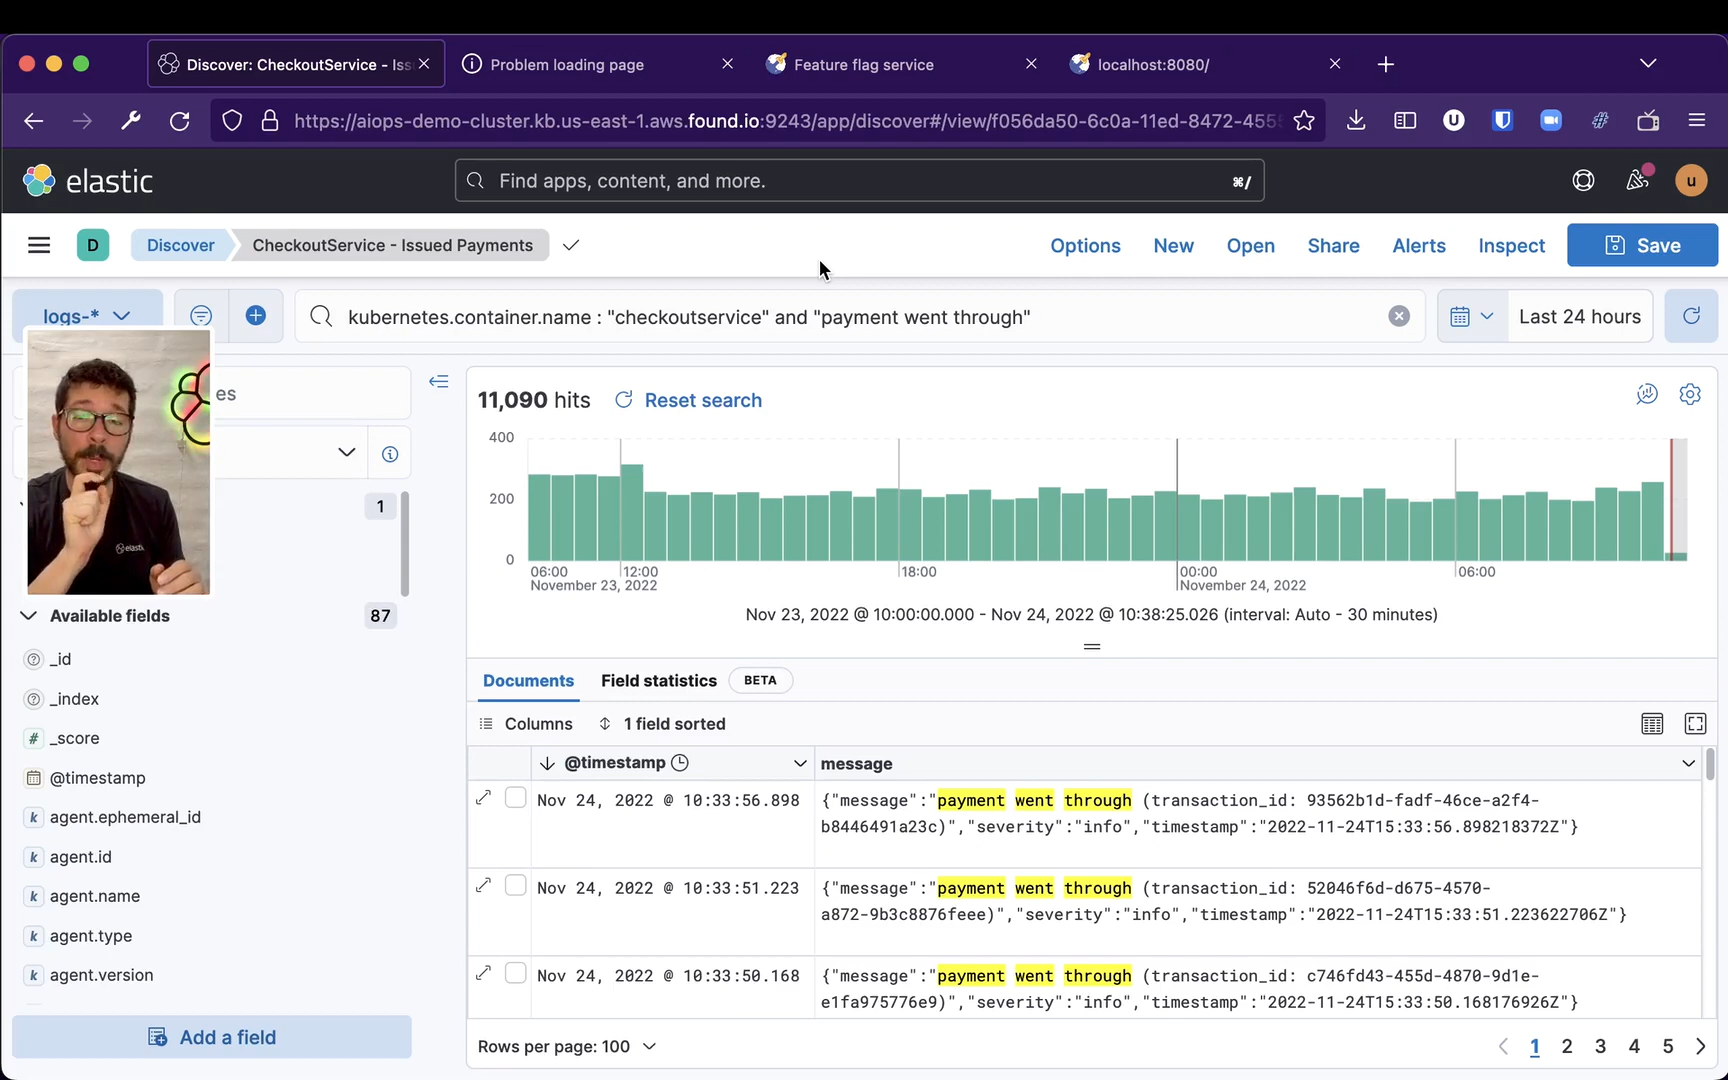 Discover: CheckoutService - Iss
Problem loading page
Feature flag service
localhost:8080/
https://aiops-demo-cluster.kb.us-east-1.aws.found.io:9243/app/discover#/view/f056da50-6c0a-11ed-8472-455
elastic
Find apps, content, and more.
⌘/
u
D
Discover
CheckoutService - Issued Payments
Options
New
Open
Share
Alerts
Inspect
Save
logs-*
kubernetes.container.name : "checkoutservice" and "payment went through"
Last 24 hours
es
elastic
1
Available fields
87
_id
_index
_score
@timestamp
agent.ephemeral_id
agent.id
agent.name
agent.type
agent.version
Add a field
11,090 hits
Reset search
400
200
0
06:00
November 23, 2022
12:00
18:00
00:00
November 24, 2022
06:00
Nov 23, 2022 @ 10:00:00.000 - Nov 24, 2022 @ 10:38:25.026 (interval: Auto - 30 minutes)
Documents
Field statistics
BETA
Columns
1 field sorted
@timestamp
message
Nov 24, 2022 @ 10:33:56.898
{"message":"payment went through (transaction_id: 93562b1d-fadf-46ce-a2f4-
b8446491a23c)","severity":"info","timestamp":"2022-11-24T15:33:56.898218372Z"}
Nov 24, 2022 @ 10:33:51.223
{"message":"payment went through (transaction_id: 52046f6d-d675-4570-
a872-9b3c8876feee)","severity":"info","timestamp":"2022-11-24T15:33:51.223622706Z"}
Nov 24, 2022 @ 10:33:50.168
{"message":"payment went through (transaction_id: c746fd43-455d-4870-9d1e-
e1fa975776e9)","severity":"info","timestamp":"2022-11-24T15:33:50.168176926Z"}
Rows per page: 100
1
2
3
4
5